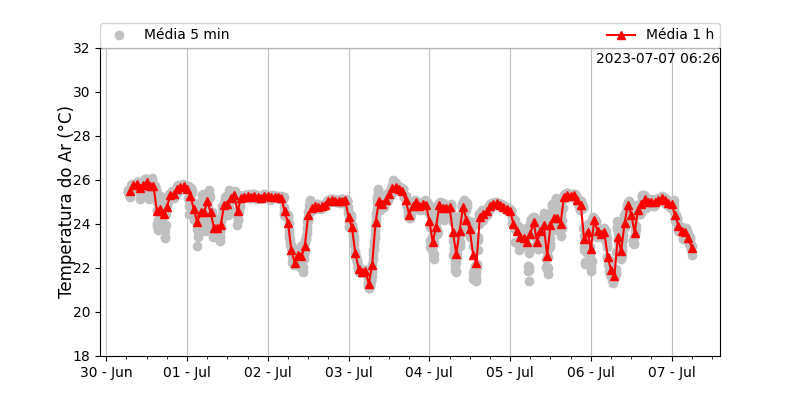 Média 5 min
Média 1 h
2023-07-07 06:26
Temperatura do Ar (°C)
32
30
28
26
24
22
20
18
30 - Jun
01 - Jul
02 - Jul
03 - Jul
04 - Jul
05 - Jul
06 - Jul
07 - Jul